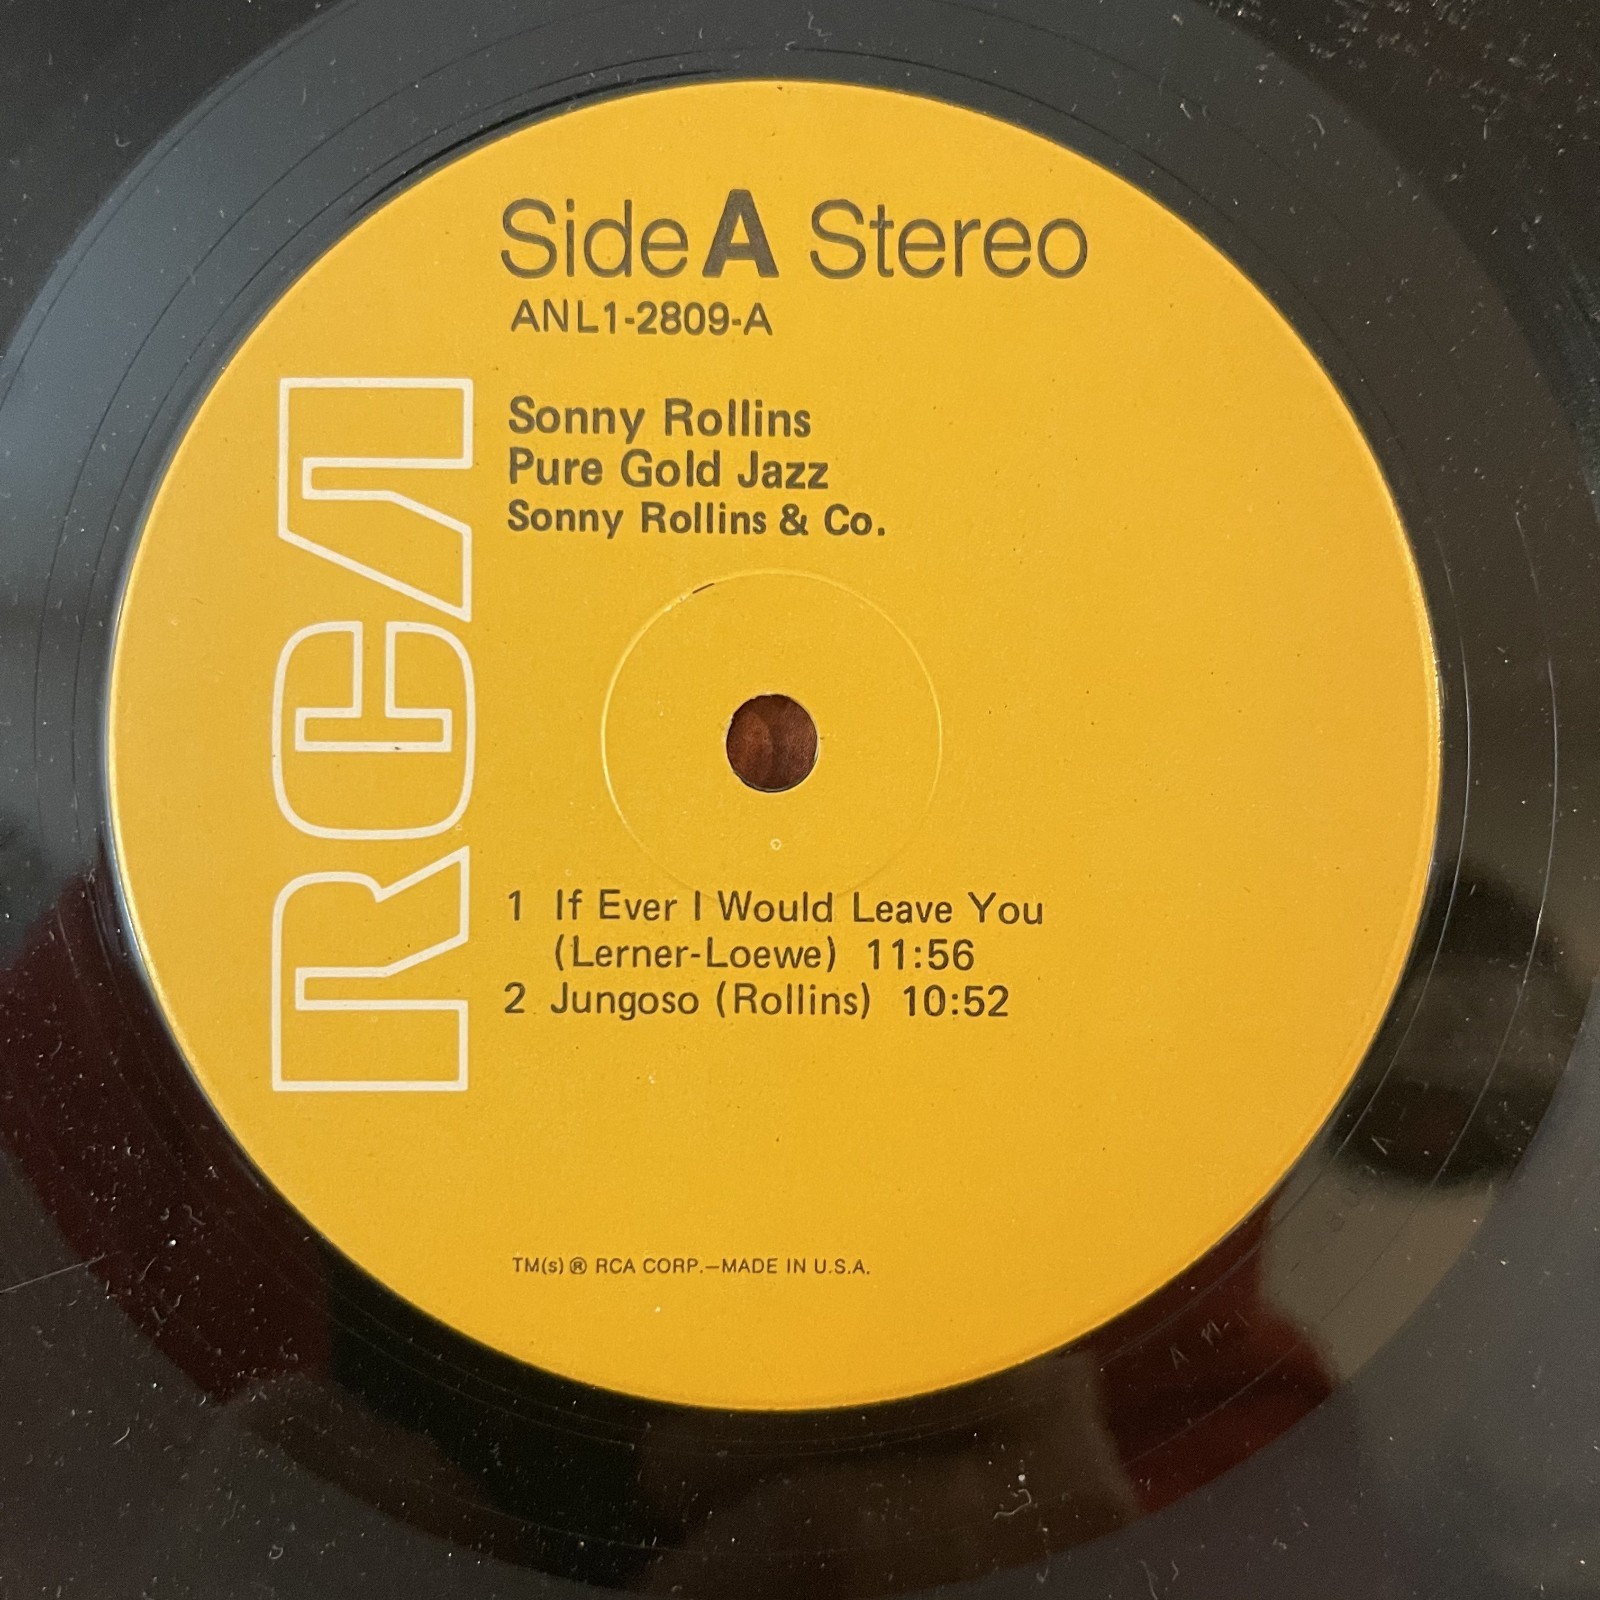 Side A Stereo
ANL1-2809-A
Sonny Rollins
Pure Gold Jazz
Sonny Rollins & Co.
RCA
1 If Ever I Would Leave You
(Lerner-Loewe) 11:56
2 Jungoso (Rollins) 10:52
TM(s) ® RCA CORP.—MADE IN U.S.A.